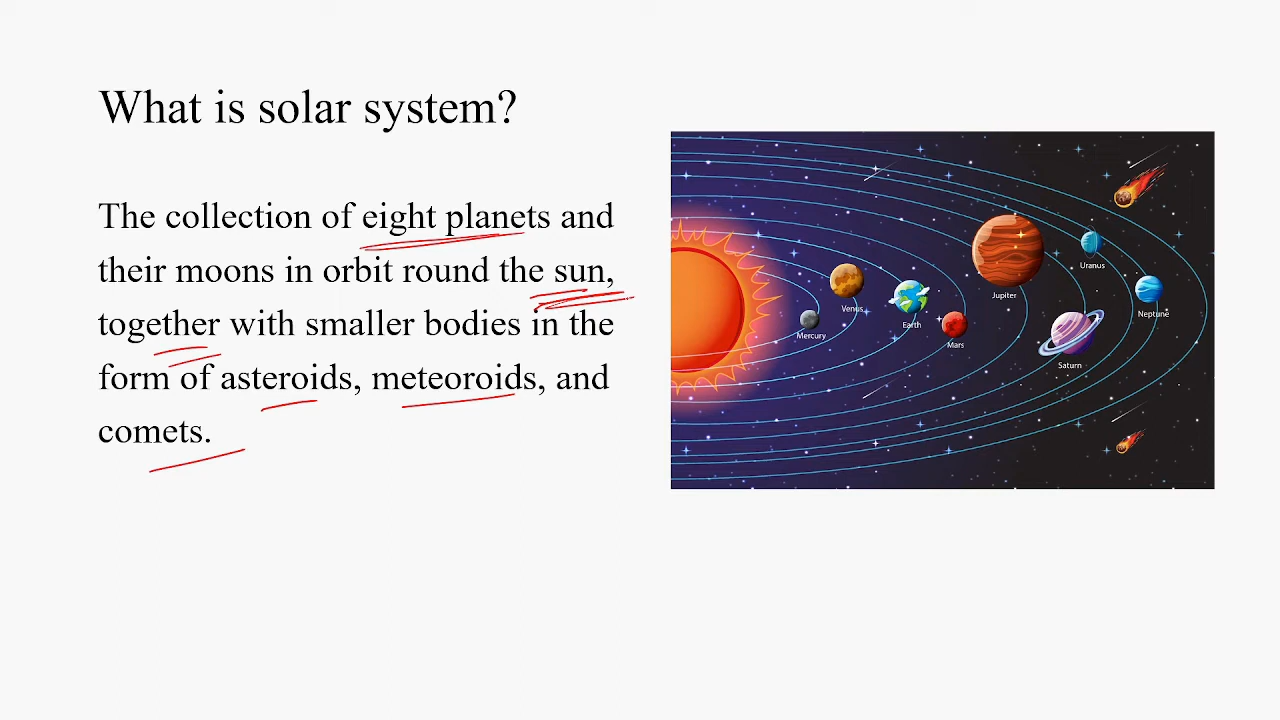 What is solar system?
The collection of eight planets and
their moons in orbit round the sun,
together with smaller bodies in the
form of asteroids, meteoroids, and
comets.
Mercury
Venus
Earth
Mars
Jupiter
Saturn
Uranus
Neptune